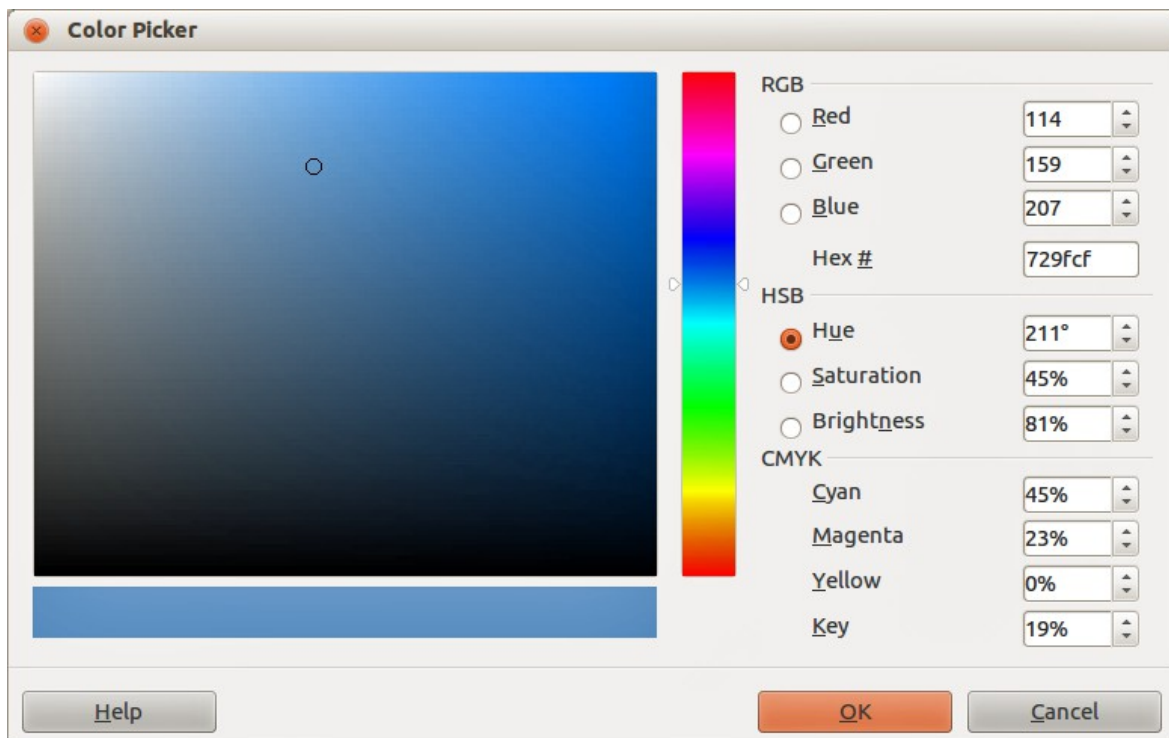 Color Picker
RGB
Red 114
Green 159
Blue 207
Hex # 729fcf
HSB
Hue 211°
Saturation 45%
Brightness 81%
CMYK
Cyan 45%
Magenta 23%
Yellow 0%
Key 19%
Help OK Cancel